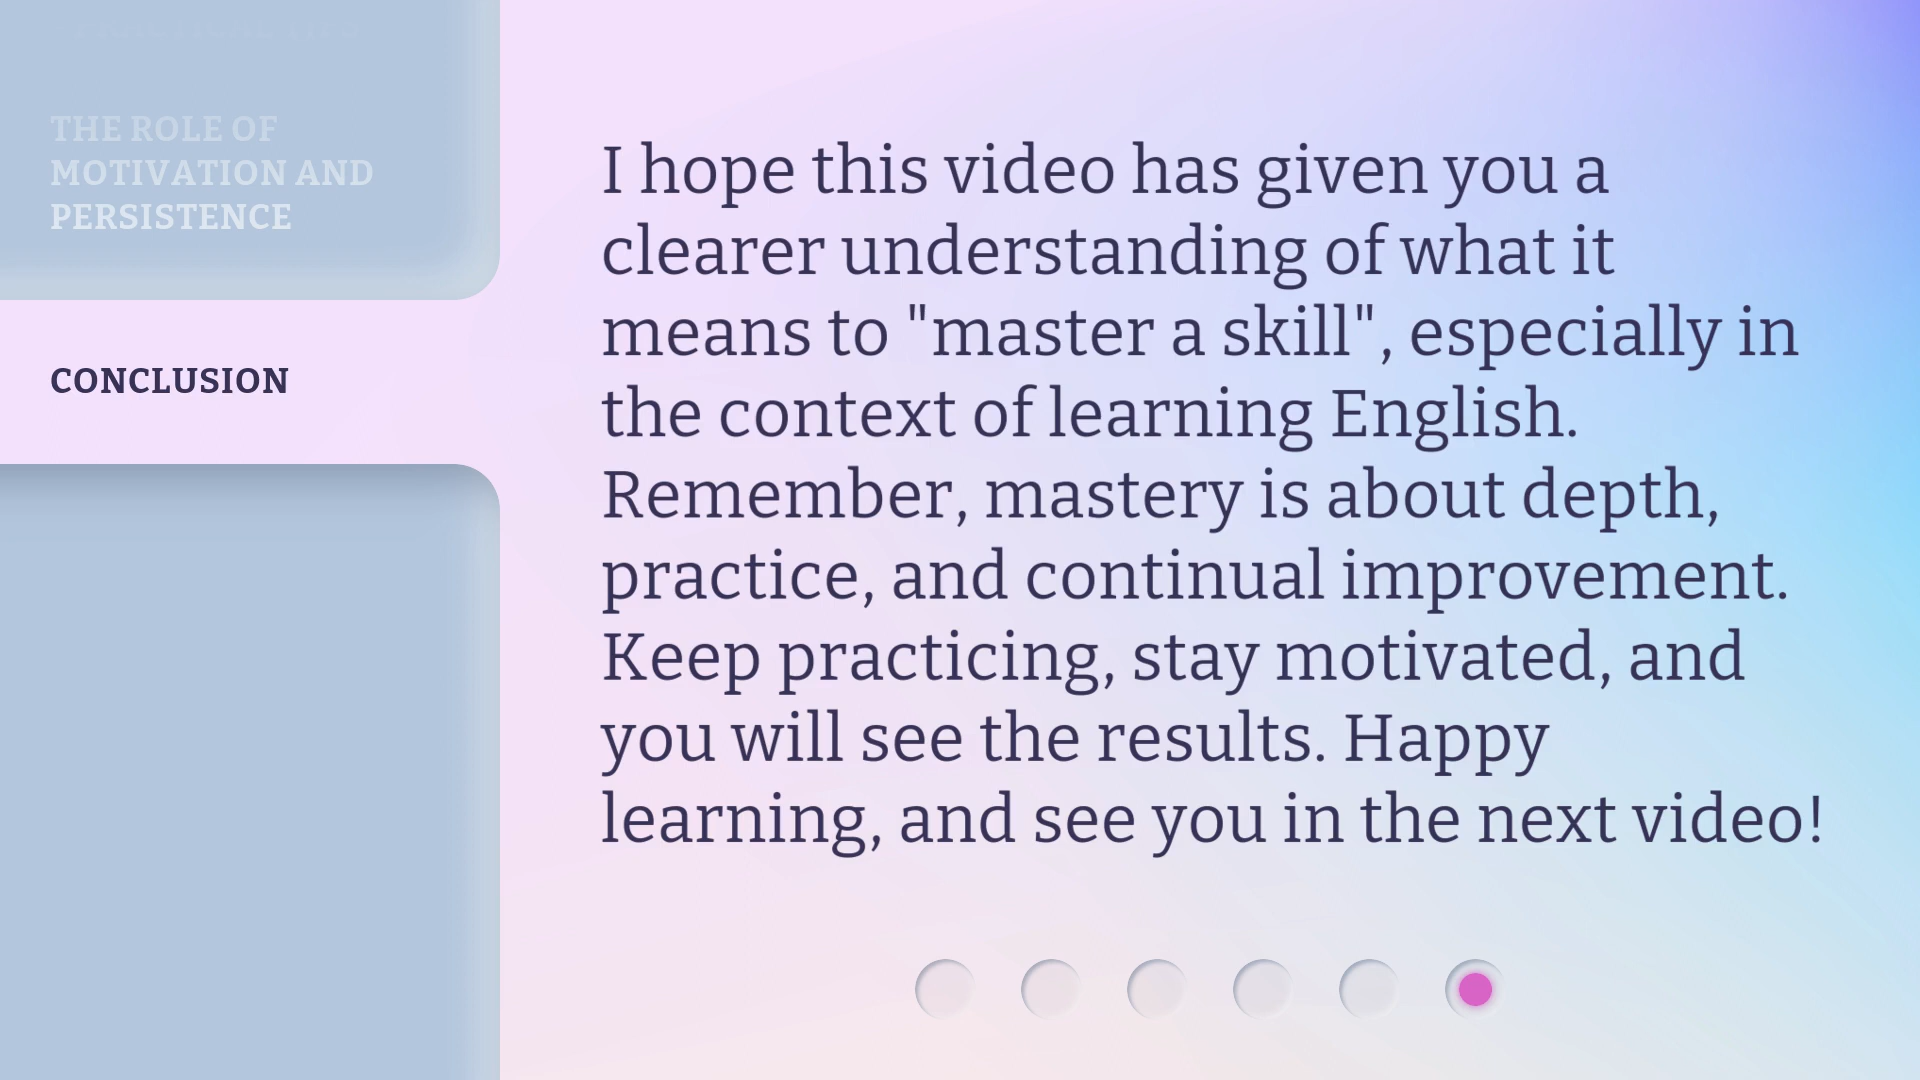 THE ROLE OF
MOTIVATION AND
PERSISTENCE
CONCLUSION
I hope this video has given you a
clearer understanding of what it
means to "master a skill", especially in
the context of learning English.
Remember, mastery is about depth,
practice, and continual improvement.
Keep practicing, stay motivated, and
you will see the results. Happy
learning, and see you in the next video!